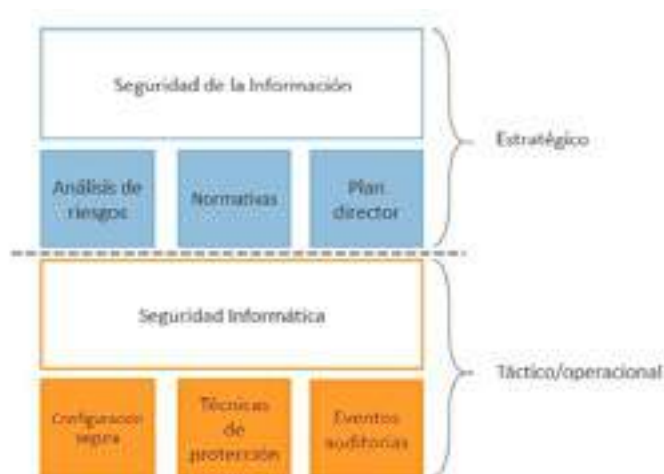 Seguridad de la Información
Estratégico
Análisis de
riesgos
Normativas
Plan
director
Seguridad Informática
Táctico/operacional
Configuración
segura
Técnicas
de
protección
Eventos
auditorias